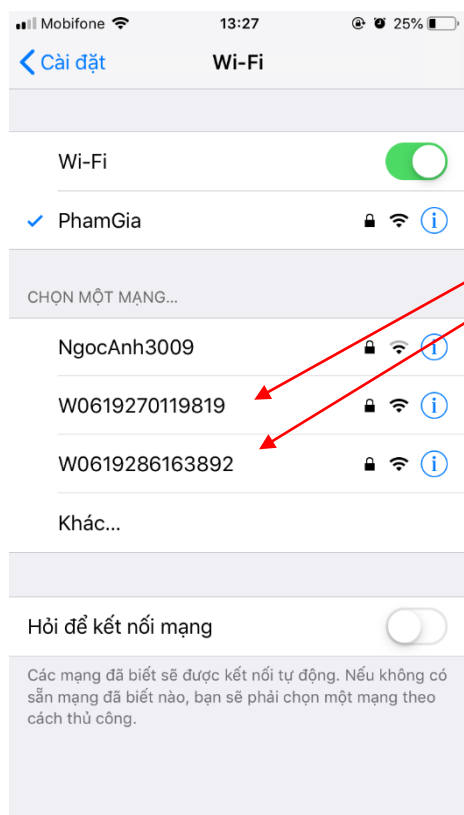 Mobifone 13:27 25%
Cài đặt Wi-Fi
Wi-Fi
PhamGia
CHỌN MỘT MẠNG...
NgocAnh3009
W0619270119819
W0619286163892
Khác...
Hỏi để kết nối mạng
Các mạng đã biết sẽ được kết nối tự động. Nếu không có
sẵn mạng đã biết nào, bạn sẽ phải chọn một mạng theo
cách thủ công.